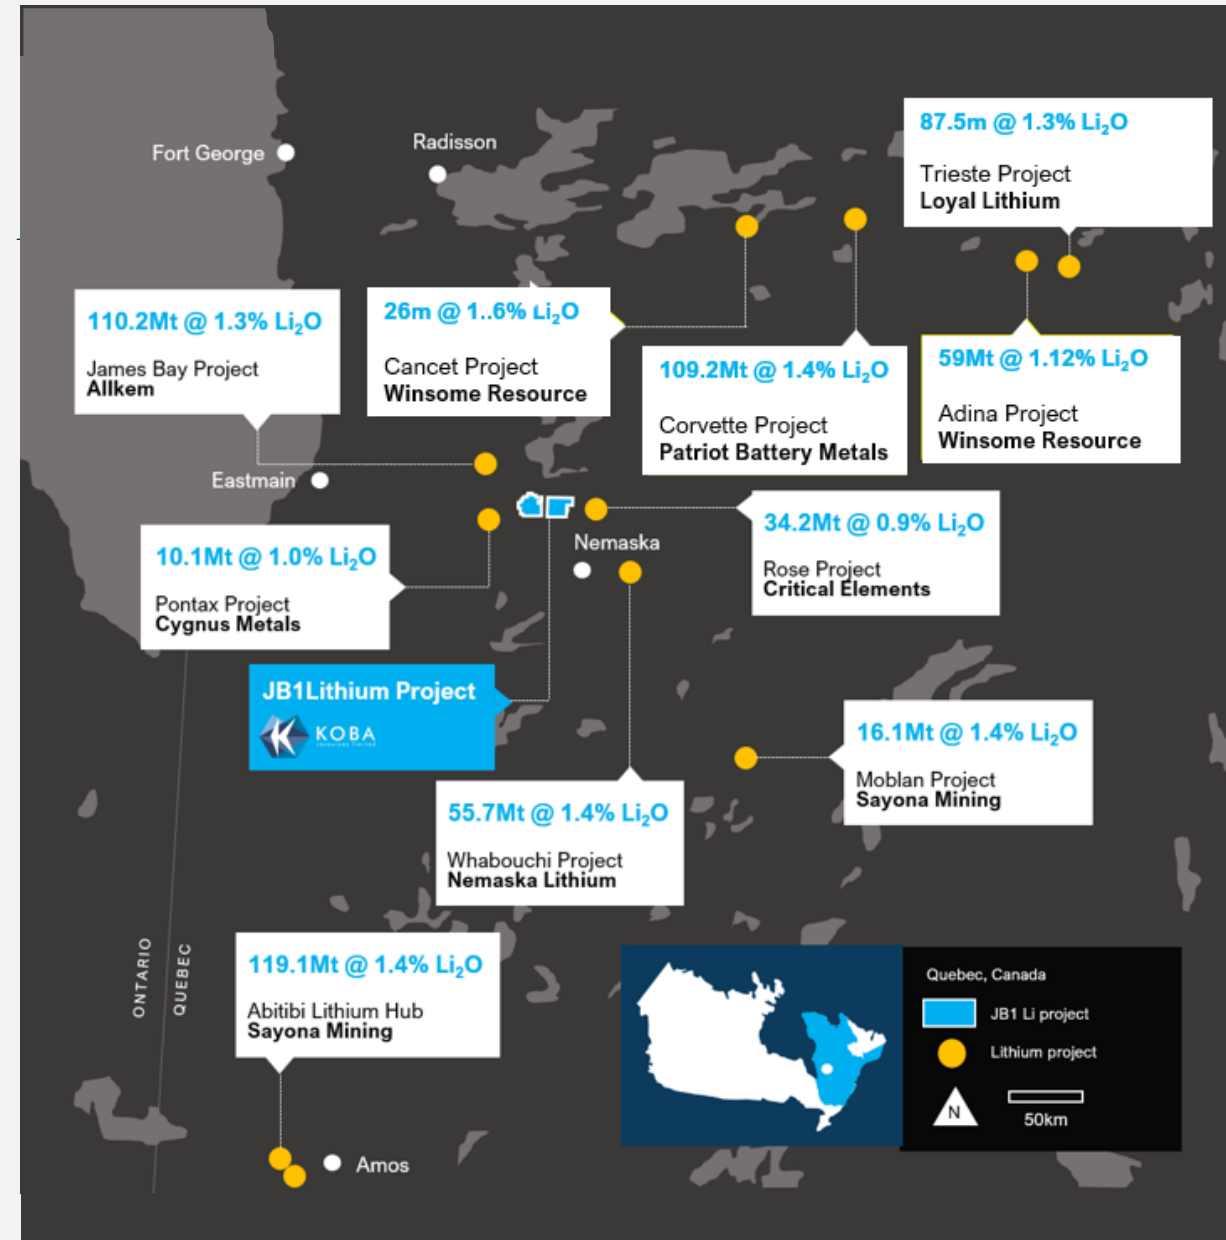 Fort George
Radisson
87.5m @ 1.3% Li₂O
Trieste Project
Loyal Lithium
110.2Mt @ 1.3% Li₂O
James Bay Project
Allkem
26m @ 1..6% Li₂O
Cancet Project
Winsome Resource
109.2Mt @ 1.4% Li₂O
Corvette Project
Patriot Battery Metals
59Mt @ 1.12% Li₂O
Adina Project
Winsome Resource
Eastmain
10.1Mt @ 1.0% Li₂O
Pontax Project
Cygnus Metals
Nemaska
34.2Mt @ 0.9% Li₂O
Rose Project
Critical Elements
JB1Lithium Project
KOBA
16.1Mt @ 1.4% Li₂O
Moblan Project
Sayona Mining
55.7Mt @ 1.4% Li₂O
Whabouchi Project
Nemaska Lithium
ONTARIO
QUEBEC
119.1Mt @ 1.4% Li₂O
Abitibi Lithium Hub
Sayona Mining
Amos
Quebec, Canada
JB1 Li project
Lithium project
N
50km